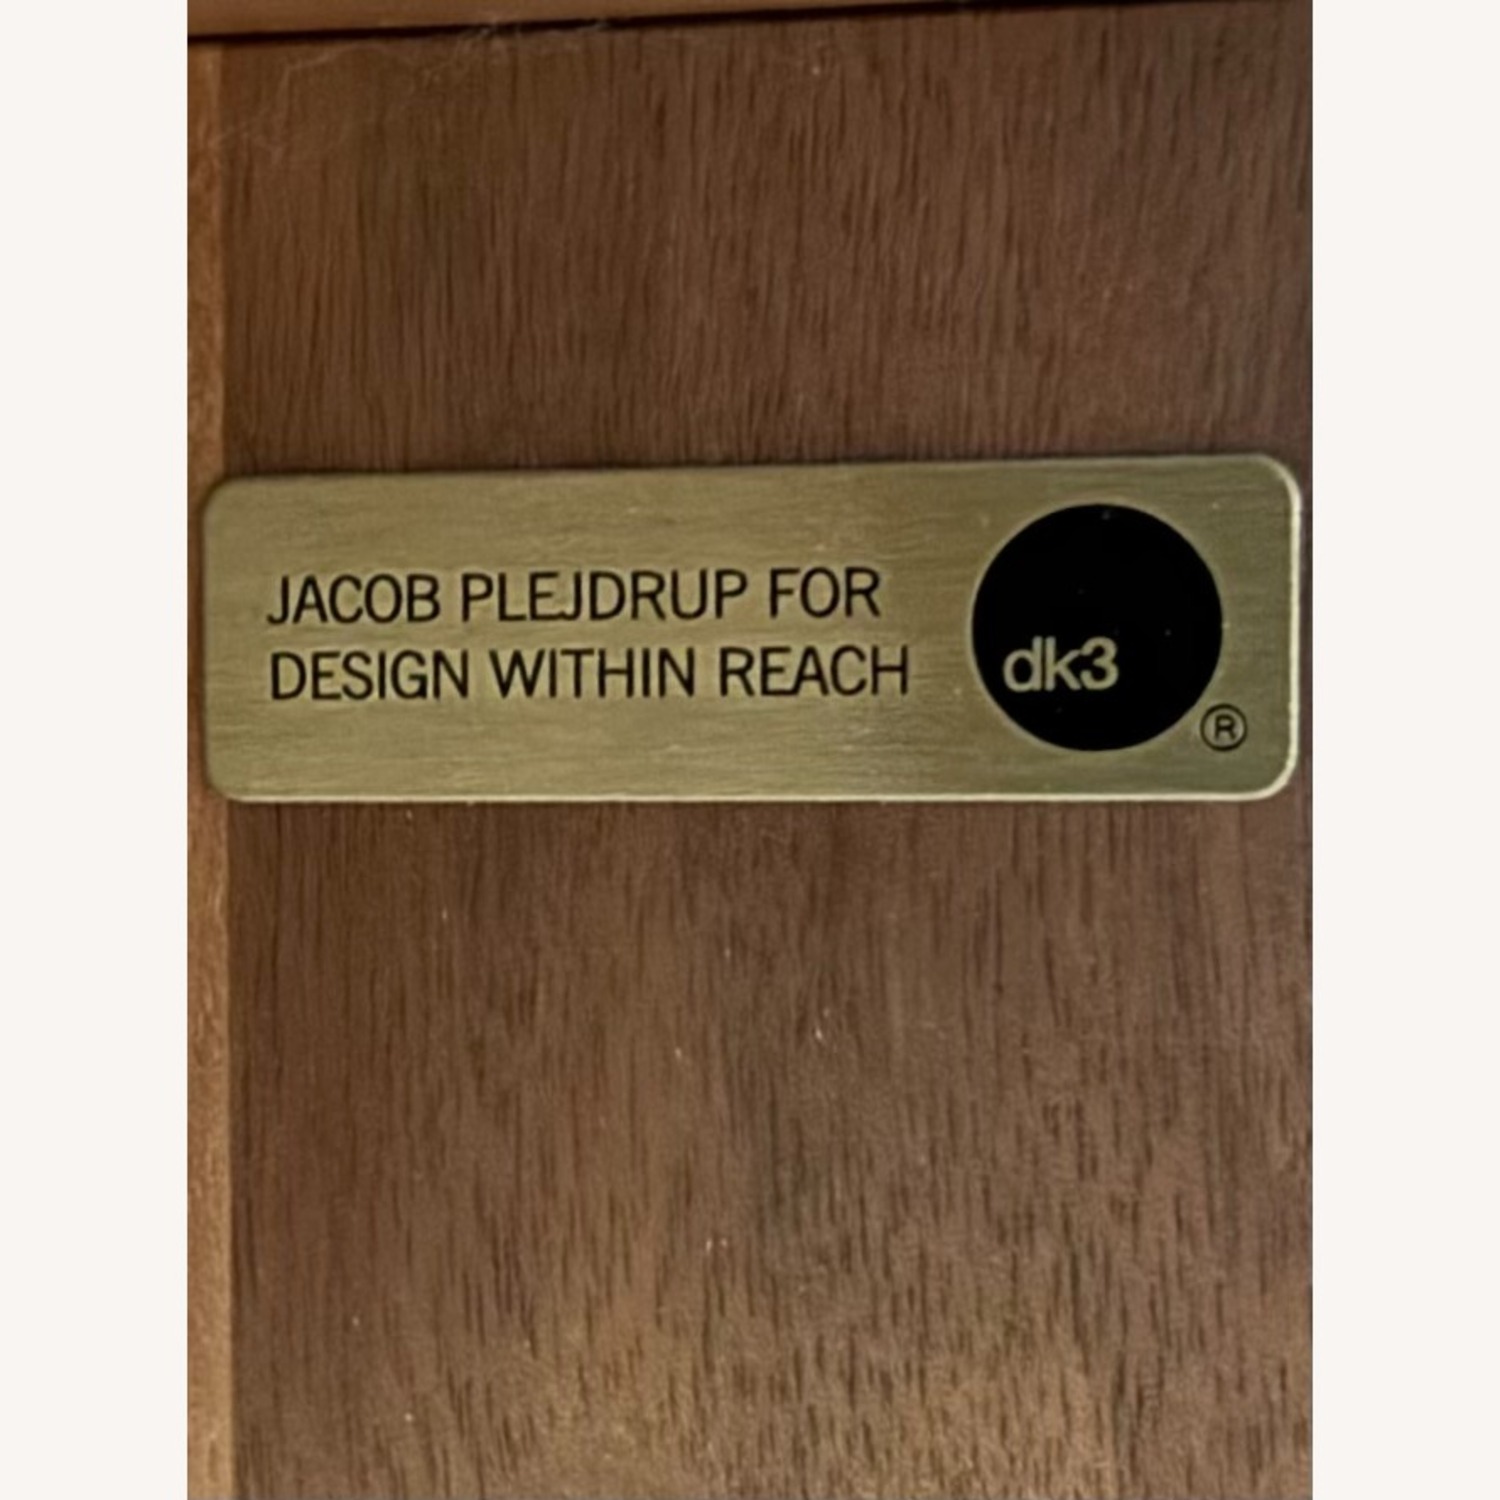 JACOB PLEJDRUP FOR
DESIGN WITHIN REACH
dk3
®